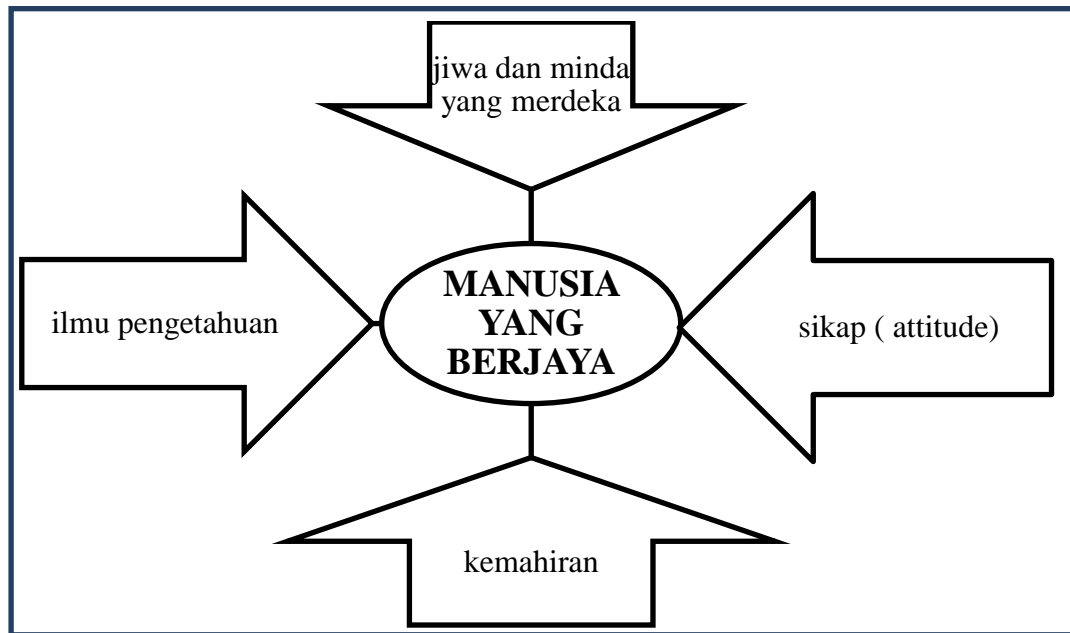 jiwa dan minda
yang merdeka
ilmu pengetahuan
MANUSIA
YANG
BERJAYA
sikap ( attitude)
kemahiran